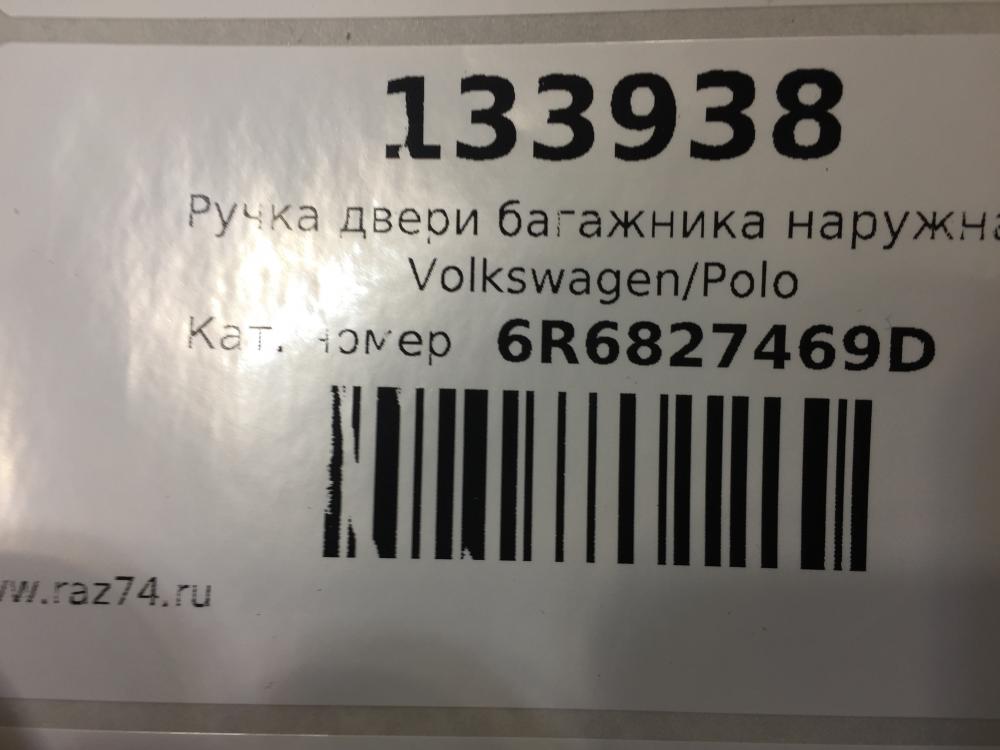 133938
Ручка двери багажника наружна
Volkswagen/Polo
Кат. номер 6R6827469D
w.raz74.ru